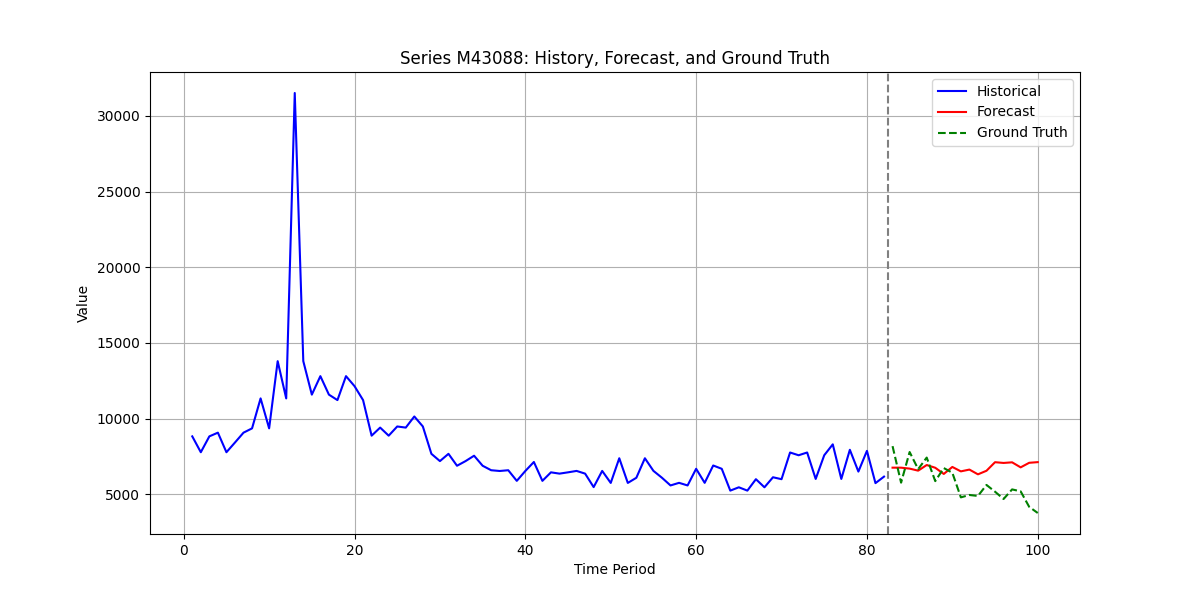 Series M43088: History, Forecast, and Ground Truth
Historical
Forecast
Ground Truth
30000
25000
20000
15000
10000
5000
Value
0 20 40 60 80 100
Time Period